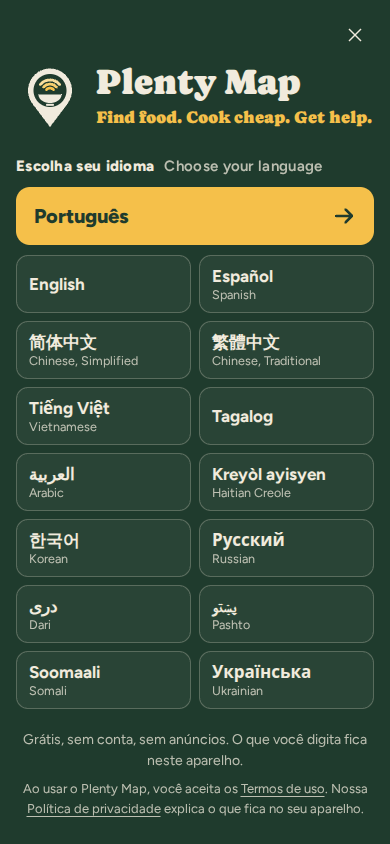 Plenty Map
Find food. Cook cheap. Get help.
Escolha seu idioma Choose your language
Português
English
Español
Spanish
简体中文
Chinese, Simplified
繁體中文
Chinese, Traditional
Tiếng Việt
Vietnamese
Tagalog
العربية
Arabic
Kreyòl ayisyen
Haitian Creole
한국어
Korean
Русский
Russian
دری
Dari
پښتو
Pashto
Soomaali
Somali
Українська
Ukrainian
Grátis, sem conta, sem anúncios. O que você digita fica
neste aparelho.
Ao usar o Plenty Map, você aceita os Termos de uso. Nossa
Política de privacidade explica o que fica no seu aparelho.